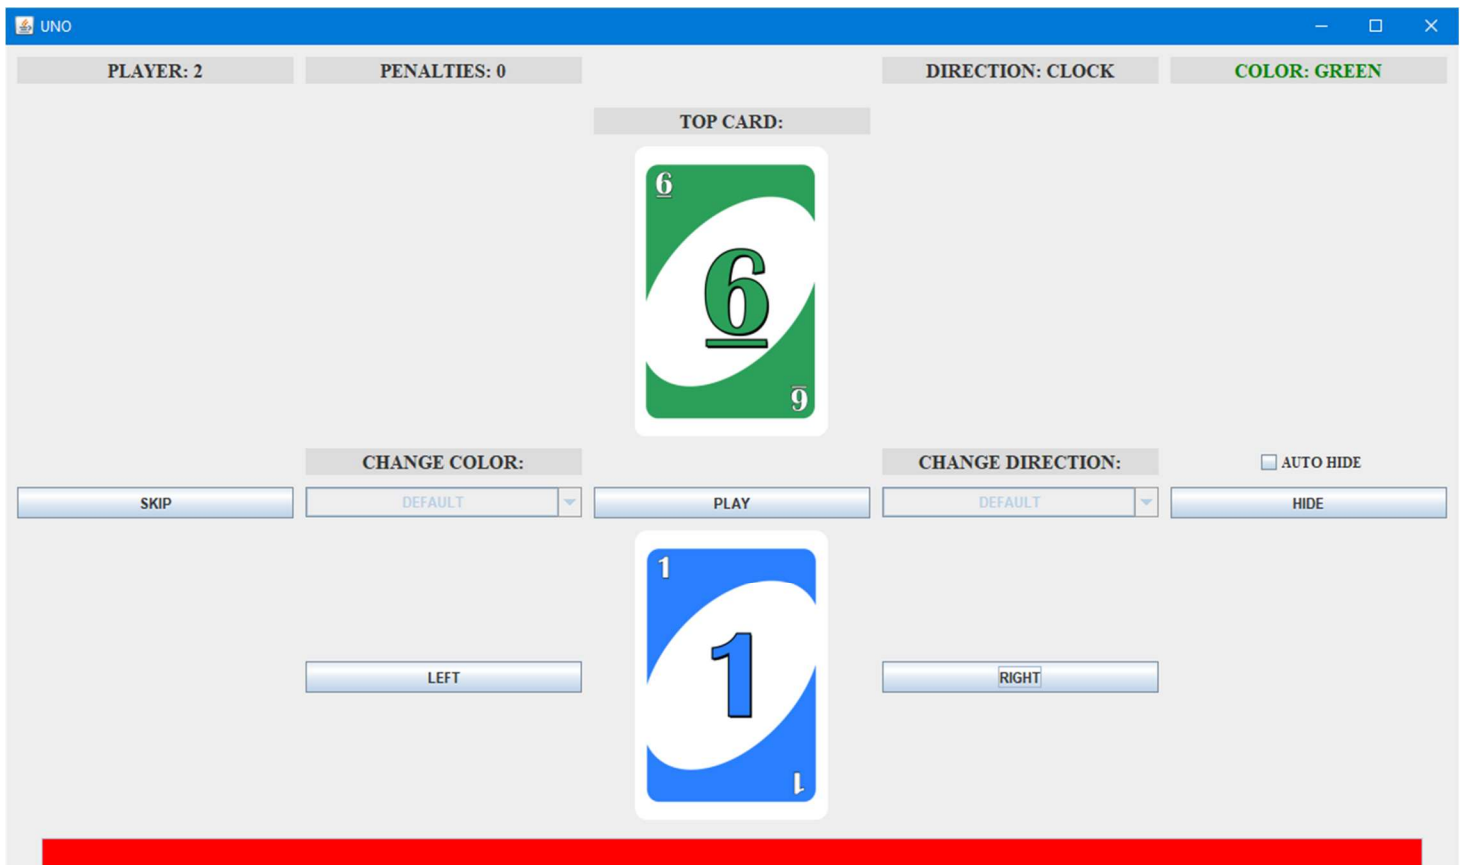 UNO
PLAYER: 2 PENALTIES: 0 DIRECTION: CLOCK COLOR: GREEN
TOP CARD:
6
6
6
CHANGE COLOR: CHANGE DIRECTION: AUTO HIDE
SKIP DEFAULT PLAY DEFAULT HIDE
1
1
LEFT RIGHT
1